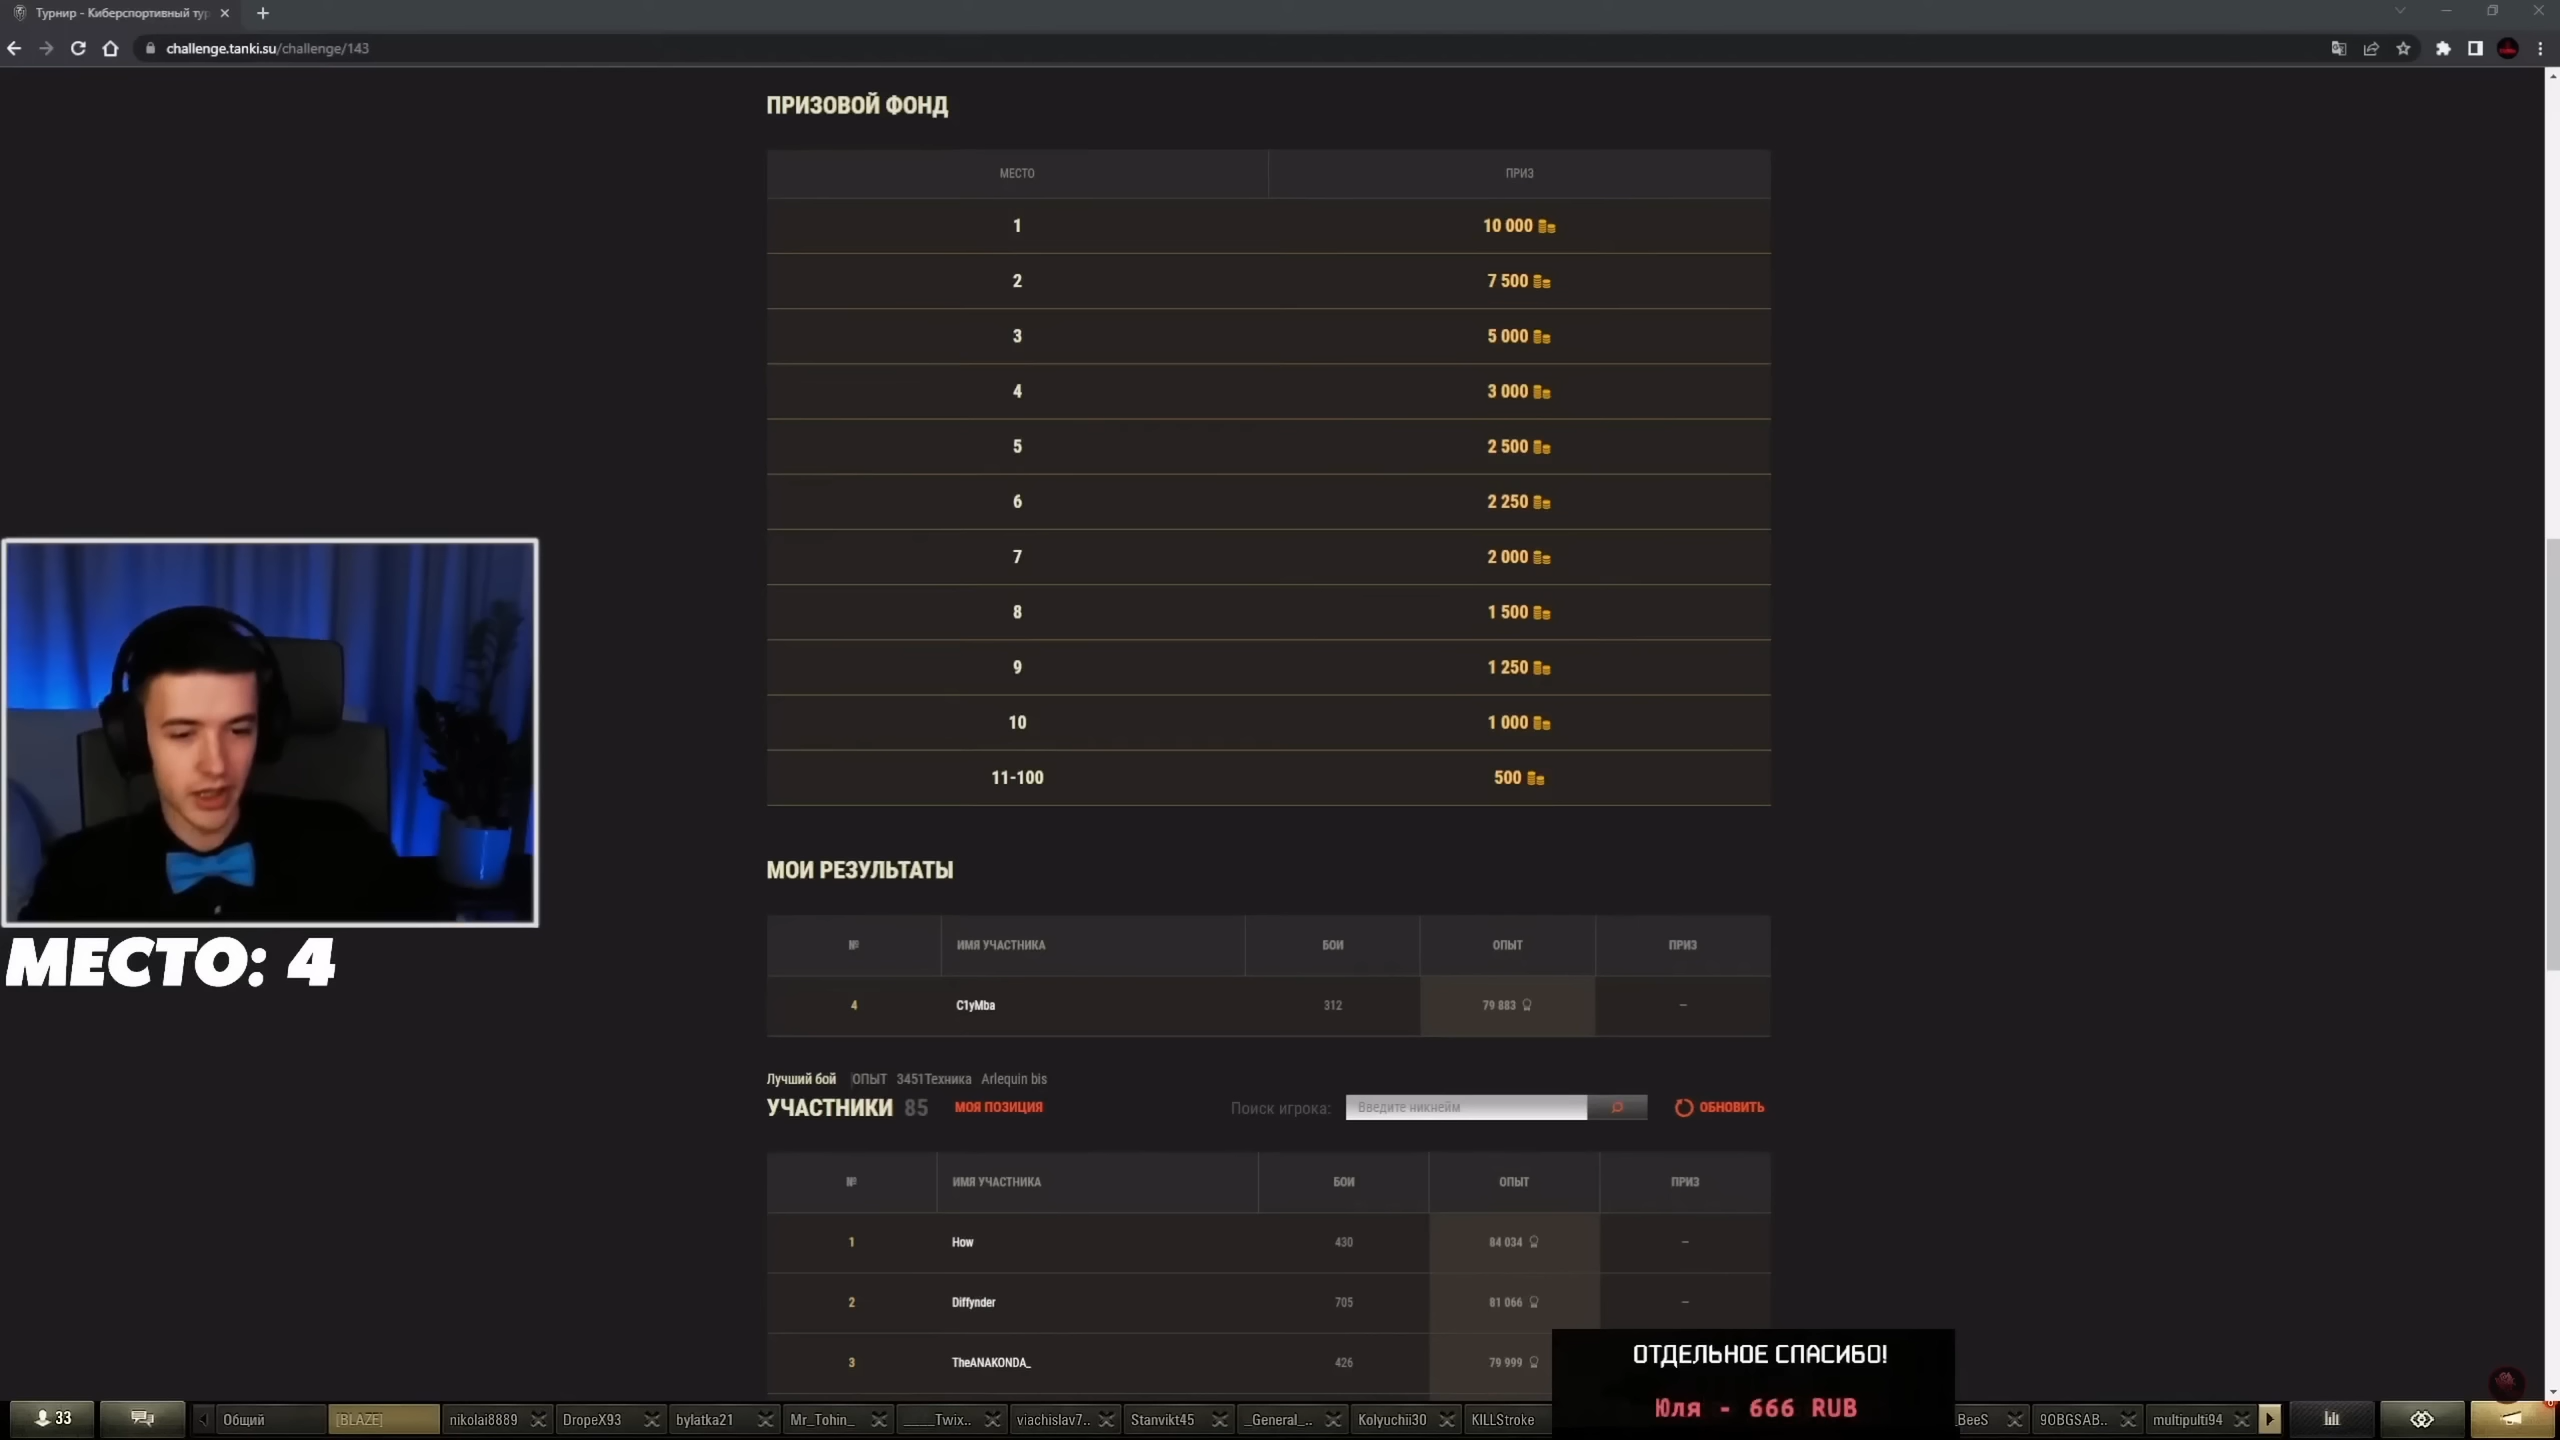 Турнир - Киберспортивный тур
challenge.tanki.su/challenge/143
ПРИЗОВОЙ ФОНД
МЕСТО ПРИЗ
1 10 000
2 7 500
3 5 000
4 3 000
5 2 500
6 2 250
7 2 000
8 1 500
9 1 250
10 1 000
11-100 500
МОИ РЕЗУЛЬТАТЫ
№ ИМЯ УЧАСТНИКА БОИ ОПЫТ ПРИЗ
4 C1yMba 312 79 883 –
МЕСТО: 4
Лучший бой ОПЫТ 3451Техника Arlequin bis
УЧАСТНИКИ 85 МОЯ ПОЗИЦИЯ Поиск игрока: Введите никнейм ОБНОВИТЬ
№ ИМЯ УЧАСТНИКА БОИ ОПЫТ ПРИЗ
1 How 430 84 034 –
2 Diffynder 705 81 066 –
3 TheANAKONDA_ 426 79 999
ОТДЕЛЬНОЕ СПАСИБО!
Юля - 666 RUB
33 Общий [BLAZE] nikolai8889 DropeX93 bylatka21 Mr_Tohin_ ____Twix.. viachislav7.. Stanvikt45 _General_.. Kolyuchii30 KILLStroke BeeS 9OBGSAB.. multipulti94